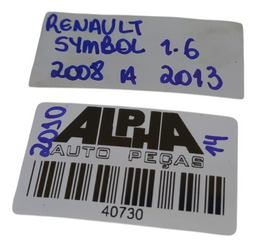 RENAULT
SYMBOL 1.6
2008 A 2013
2010
ALPHA
14
AUTO PEÇAS
40730